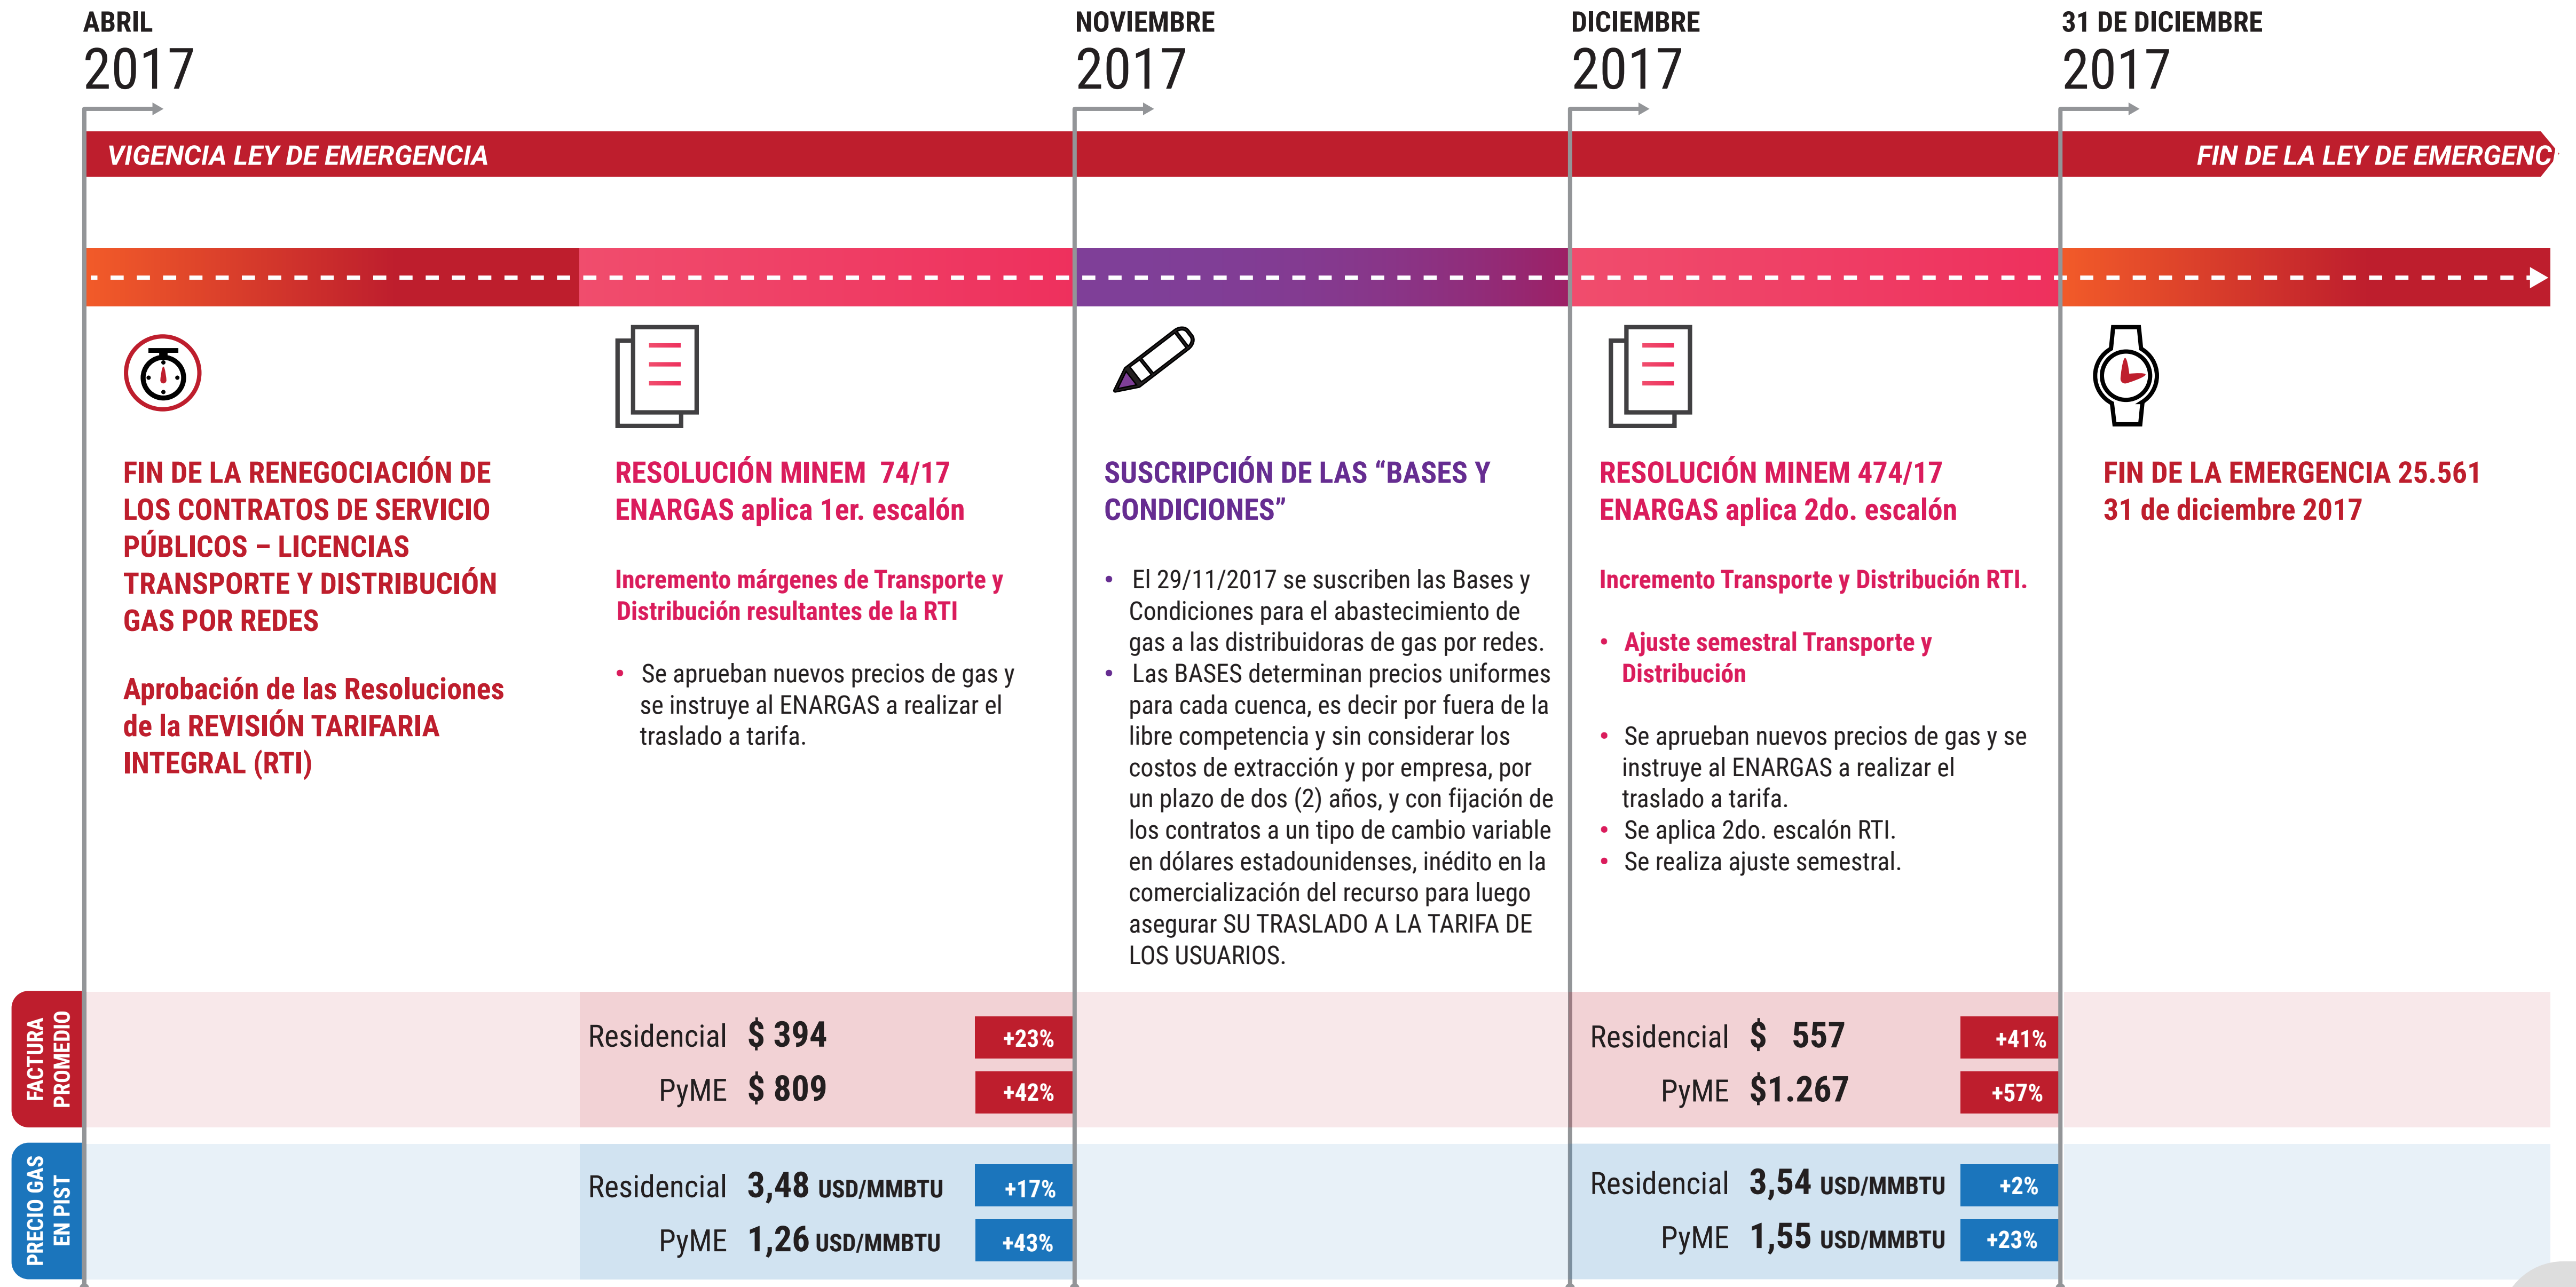 ABRIL
2017
NOVIEMBRE
2017
DICIEMBRE
2017
31 DE DICIEMBRE
2017
VIGENCIA LEY DE EMERGENCIA
FIN DE LA LEY DE EMERGENC
FIN DE LA RENEGOCIACIÓN DE
LOS CONTRATOS DE SERVICIO
PÚBLICOS – LICENCIAS
TRANSPORTE Y DISTRIBUCIÓN
GAS POR REDES
Aprobación de las Resoluciones
de la REVISIÓN TARIFARIA
INTEGRAL (RTI)
RESOLUCIÓN MINEM 74/17
ENARGAS aplica 1er. escalón
Incremento márgenes de Transporte y
Distribución resultantes de la RTI
• Se aprueban nuevos precios de gas y
se instruye al ENARGAS a realizar el
traslado a tarifa.
SUSCRIPCIÓN DE LAS “BASES Y
CONDICIONES”
• El 29/11/2017 se suscriben las Bases y
Condiciones para el abastecimiento de
gas a las distribuidoras de gas por redes.
• Las BASES determinan precios uniformes
para cada cuenca, es decir por fuera de la
libre competencia y sin considerar los
costos de extracción y por empresa, por
un plazo de dos (2) años, y con fijación de
los contratos a un tipo de cambio variable
en dólares estadounidenses, inédito en la
comercialización del recurso para luego
asegurar SU TRASLADO A LA TARIFA DE
LOS USUARIOS.
RESOLUCIÓN MINEM 474/17
ENARGAS aplica 2do. escalón
Incremento Transporte y Distribución RTI.
• Ajuste semestral Transporte y
Distribución
• Se aprueban nuevos precios de gas y se
instruye al ENARGAS a realizar el
traslado a tarifa.
• Se aplica 2do. escalón RTI.
• Se realiza ajuste semestral.
FIN DE LA EMERGENCIA 25.561
31 de diciembre 2017
FACTURA
PROMEDIO
Residencial $ 394 +23%
PyME $ 809 +42%
Residencial $ 557 +41%
PyME $1.267 +57%
PRECIO GAS
EN PIST
Residencial 3,48 USD/MMBTU +17%
PyME 1,26 USD/MMBTU +43%
Residencial 3,54 USD/MMBTU +2%
PyME 1,55 USD/MMBTU +23%